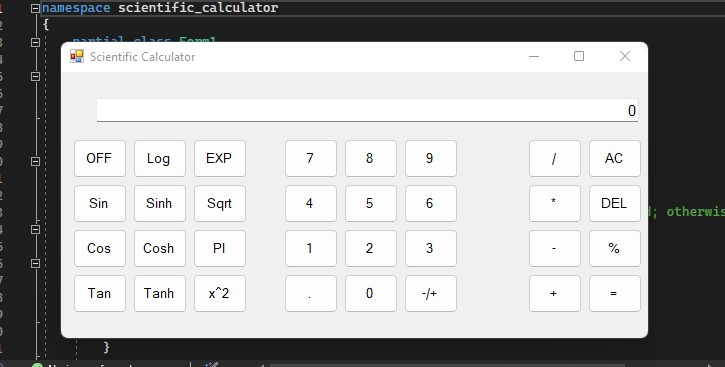 namespace scientific_calculator
{
partial class Form1
Scientific Calculator
0
OFF Log EXP 7 8 9 / AC
Sin Sinh Sqrt 4 5 6 * DEL
d; otherwis
Cos Cosh PI 1 2 3 - %
Tan Tanh x^2 . 0 -/+ + =
}